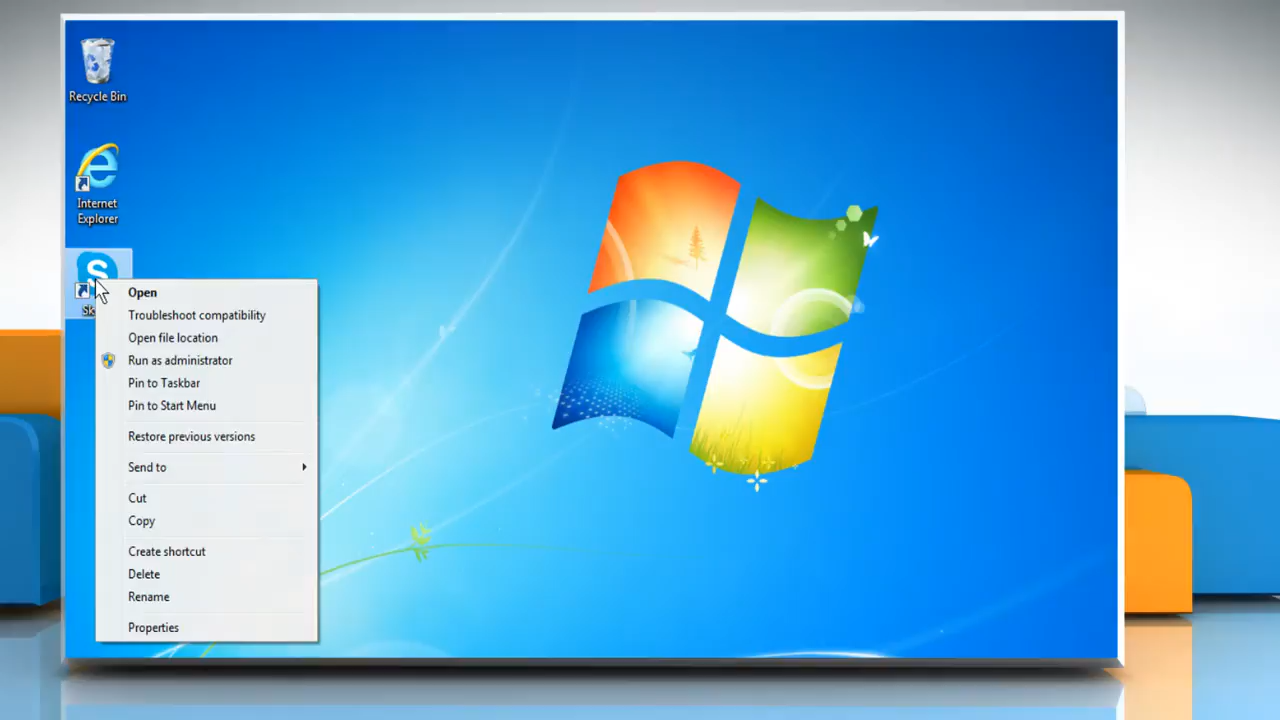 Recycle Bin
Internet
Explorer
Open
Troubleshoot compatibility
Open file location
Run as administrator
Pin to Taskbar
Pin to Start Menu
Restore previous versions
Send to
Cut
Copy
Create shortcut
Delete
Rename
Properties